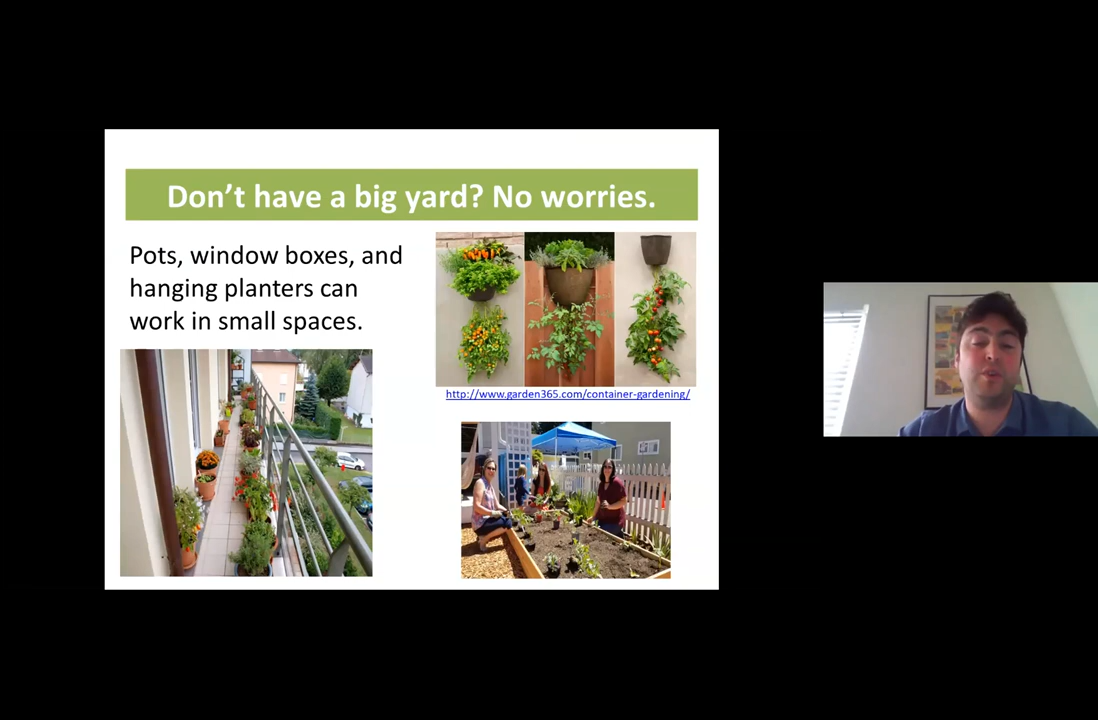 Don’t have a big yard? No worries.
Pots, window boxes, and
hanging planters can
work in small spaces.
http://www.garden365.com/container-gardening/